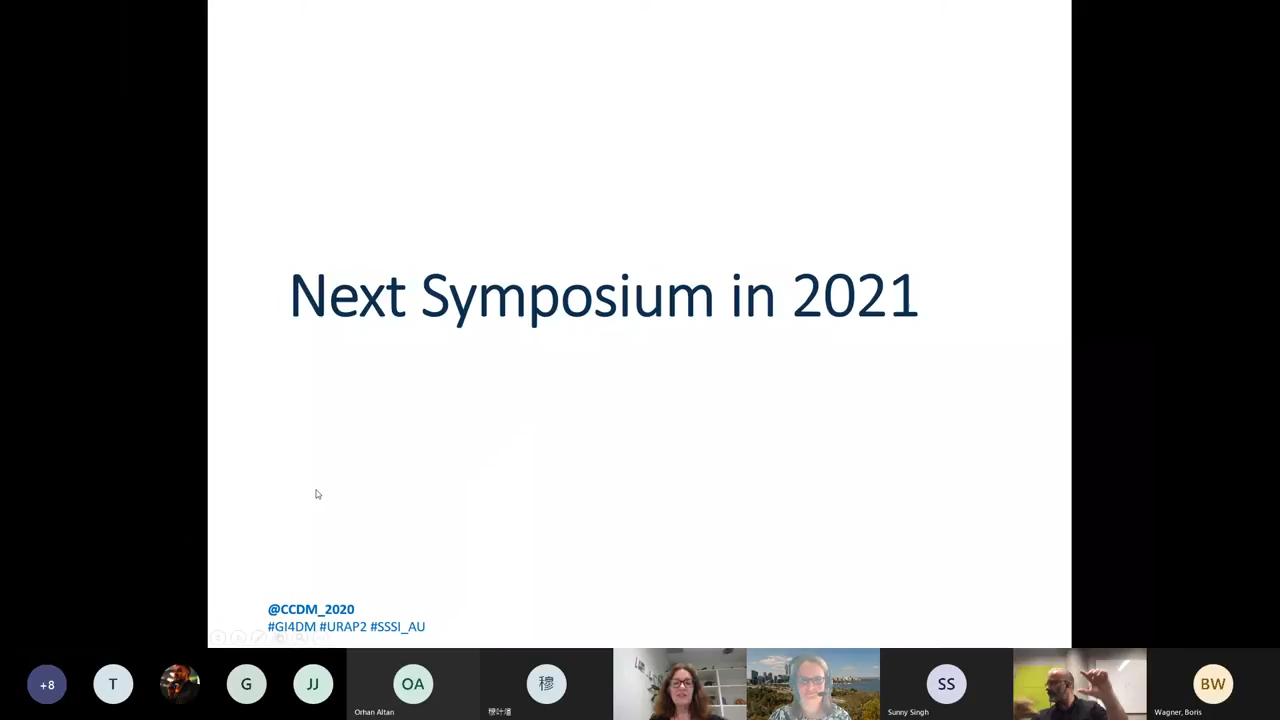 Next Symposium in 2021
@CCDM_2020
#GI4DM #URAP2 #SSSI_AU
+8
T
G
JJ
OA
Orhan Altan
穆
SS
Sunny Singh
BW
Wagner, Boris